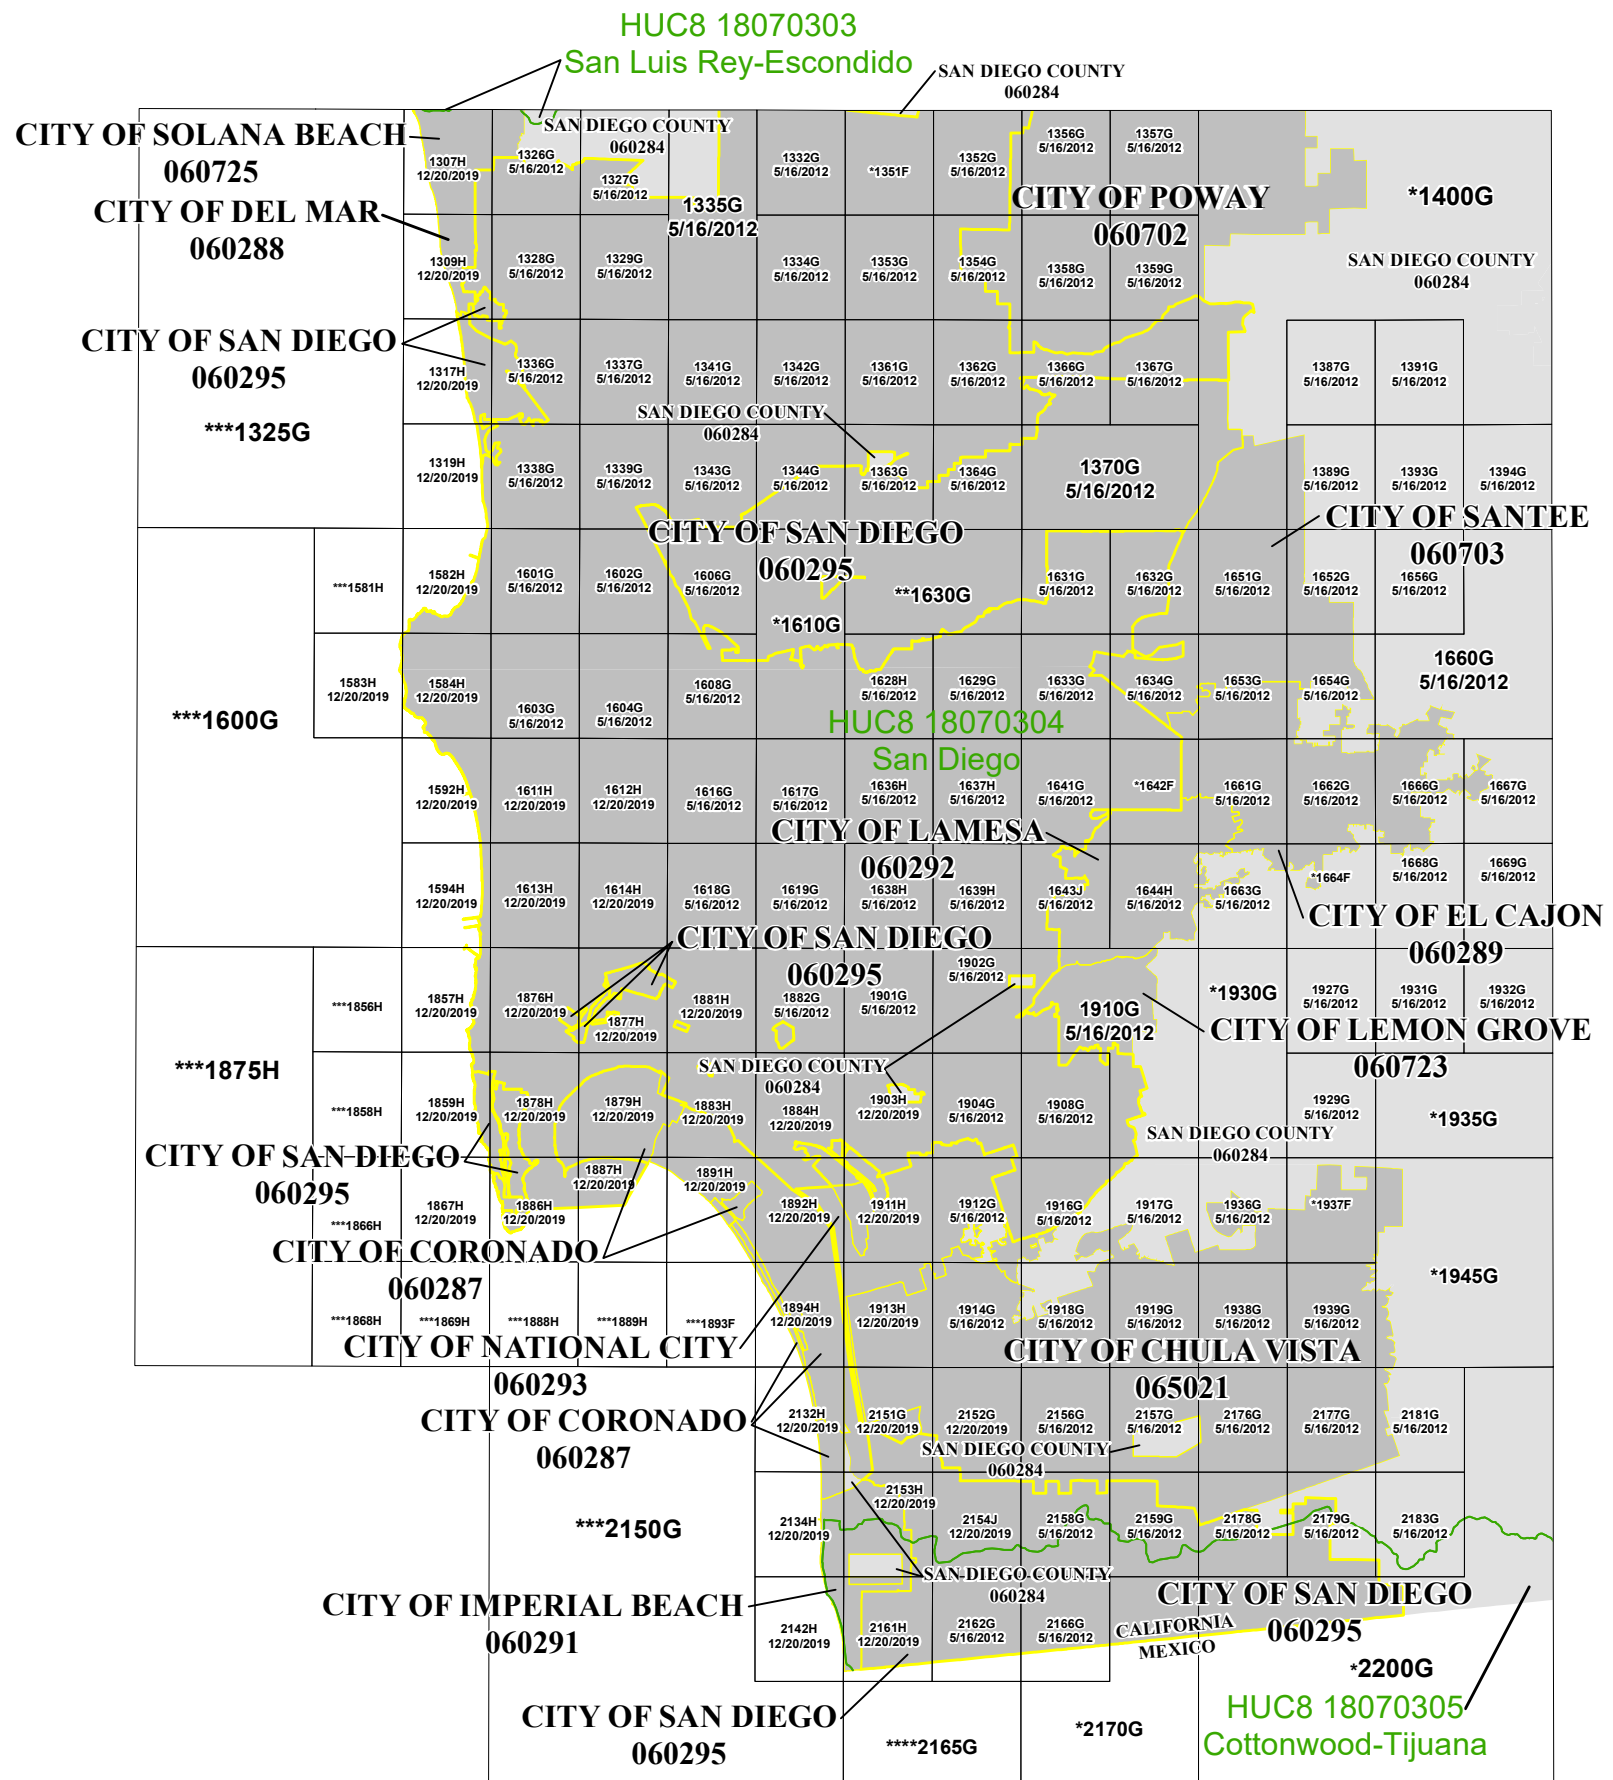 HUC8 18070303
San Luis Rey-Escondido
SAN DIEGO COUNTY
060284
CITY OF SOLANA BEACH
060725
SAN DIEGO COUNTY
060284
1307H
12/20/2019
1326G
5/16/2012
1327G
5/16/2012
1335G
5/16/2012
1332G
5/16/2012
*1351F
1352G
5/16/2012
1356G
5/16/2012
1357G
5/16/2012
CITY OF POWAY
060702
*1400G
CITY OF DEL MAR
060288
1309H
12/20/2019
1328G
5/16/2012
1329G
5/16/2012
1334G
5/16/2012
1353G
5/16/2012
1354G
5/16/2012
1358G
5/16/2012
1359G
5/16/2012
SAN DIEGO COUNTY
060284
CITY OF SAN DIEGO
060295
***1325G
1317H
12/20/2019
1336G
5/16/2012
1337G
5/16/2012
1341G
5/16/2012
1342G
5/16/2012
1361G
5/16/2012
1362G
5/16/2012
1366G
5/16/2012
1367G
5/16/2012
1387G
5/16/2012
1391G
5/16/2012
SAN DIEGO COUNTY
060284
1319H
12/20/2019
1338G
5/16/2012
1339G
5/16/2012
1343G
5/16/2012
1344G
5/16/2012
1363G
5/16/2012
1364G
5/16/2012
1370G
5/16/2012
1389G
5/16/2012
1393G
5/16/2012
1394G
5/16/2012
CITY OF SANTEE
060703
CITY OF SAN DIEGO
060295
***1581H
1582H
12/20/2019
1601G
5/16/2012
1602G
5/16/2012
1606G
5/16/2012
*1610G
**1630G
1631G
5/16/2012
1632G
5/16/2012
1651G
5/16/2012
1652G
5/16/2012
1656G
5/16/2012
***1600G
1583H
12/20/2019
1584H
12/20/2019
1603G
5/16/2012
1604G
5/16/2012
1608G
5/16/2012
1628H
5/16/2012
1629G
5/16/2012
1633G
5/16/2012
1634G
5/16/2012
1653G
5/16/2012
1654G
5/16/2012
1660G
5/16/2012
HUC8 18070304
San Diego
1592H
12/20/2019
1611H
12/20/2019
1612H
12/20/2019
1616G
5/16/2012
1617G
5/16/2012
1636H
5/16/2012
1637H
5/16/2012
1641G
5/16/2012
*1642F
1661G
5/16/2012
1662G
5/16/2012
1666G
5/16/2012
1667G
5/16/2012
CITY OF LAMESA
060292
1594H
12/20/2019
1613H
12/20/2019
1614H
12/20/2019
1618G
5/16/2012
1619G
5/16/2012
1638H
5/16/2012
1639H
5/16/2012
1643J
5/16/2012
1644H
5/16/2012
1663G
5/16/2012
*1664F
1668G
5/16/2012
1669G
5/16/2012
CITY OF EL CAJON
060289
CITY OF SAN DIEGO
060295
***1875H
***1856H
1857H
12/20/2019
1876H
12/20/2019
1877H
12/20/2019
1881H
12/20/2019
1882G
5/16/2012
1901G
5/16/2012
1902G
5/16/2012
1910G
5/16/2012
*1930G
1927G
5/16/2012
1931G
5/16/2012
1932G
5/16/2012
CITY OF LEMON GROVE
060723
SAN DIEGO COUNTY
060284
***1858H
1859H
12/20/2019
1878H
12/20/2019
1879H
12/20/2019
1883H
12/20/2019
1884H
12/20/2019
1903H
12/20/2019
1904G
5/16/2012
1908G
5/16/2012
1929G
5/16/2012
*1935G
SAN DIEGO COUNTY
060284
CITY OF SAN DIEGO
060295
***1866H
1867H
12/20/2019
1886H
12/20/2019
1887H
12/20/2019
1891H
12/20/2019
1892H
12/20/2019
1911H
12/20/2019
1912G
5/16/2012
1916G
5/16/2012
1917G
5/16/2012
1936G
5/16/2012
*1937F
CITY OF CORONADO
060287
*1945G
***1868H
***1869H
***1888H
***1889H
***1893F
1894H
12/20/2019
1913H
12/20/2019
1914G
5/16/2012
1918G
5/16/2012
1919G
5/16/2012
1938G
5/16/2012
1939G
5/16/2012
CITY OF NATIONAL CITY
060293
CITY OF CHULA VISTA
065021
CITY OF CORONADO
060287
2132H
12/20/2019
2151G
12/20/2019
2152G
12/20/2019
2156G
5/16/2012
2157G
5/16/2012
2176G
5/16/2012
2177G
5/16/2012
2181G
5/16/2012
SAN DIEGO COUNTY
060284
***2150G
2134H
12/20/2019
2153H
12/20/2019
2154J
12/20/2019
2158G
5/16/2012
2159G
5/16/2012
2178G
5/16/2012
2179G
5/16/2012
2183G
5/16/2012
SAN DIEGO COUNTY
060284
CITY OF IMPERIAL BEACH
060291
CITY OF SAN DIEGO
060295
2142H
12/20/2019
2161H
12/20/2019
2162G
5/16/2012
2166G
5/16/2012
CALIFORNIA
MEXICO
*2200G
CITY OF SAN DIEGO
060295
****2165G
*2170G
HUC8 18070305
Cottonwood-Tijuana